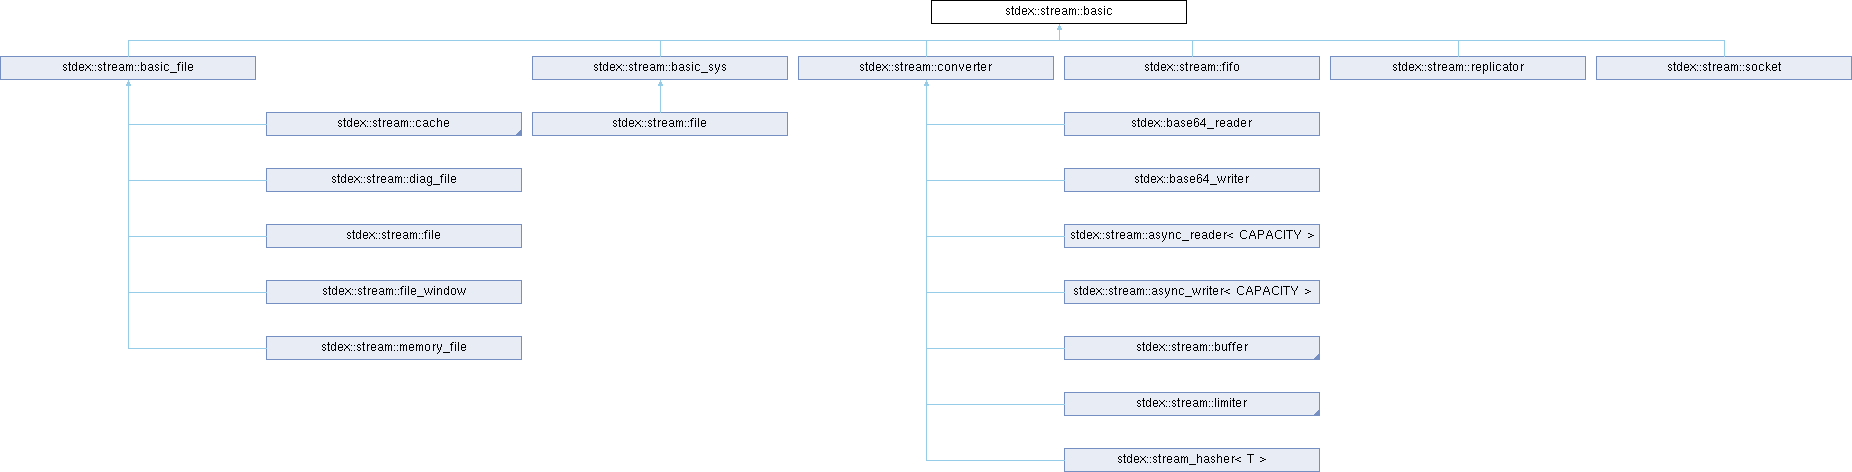 stdex::stream::basic
stdex::stream::basic_file
stdex::stream::basic_sys
stdex::stream::converter
stdex::stream::fifo
stdex::stream::replicator
stdex::stream::socket
stdex::stream::cache
stdex::stream::file
stdex::base64_reader
stdex::stream::diag_file
stdex::base64_writer
stdex::stream::file
stdex::stream::async_reader< CAPACITY >
stdex::stream::file_window
stdex::stream::async_writer< CAPACITY >
stdex::stream::memory_file
stdex::stream::buffer
stdex::stream::limiter
stdex::stream_hasher< T >